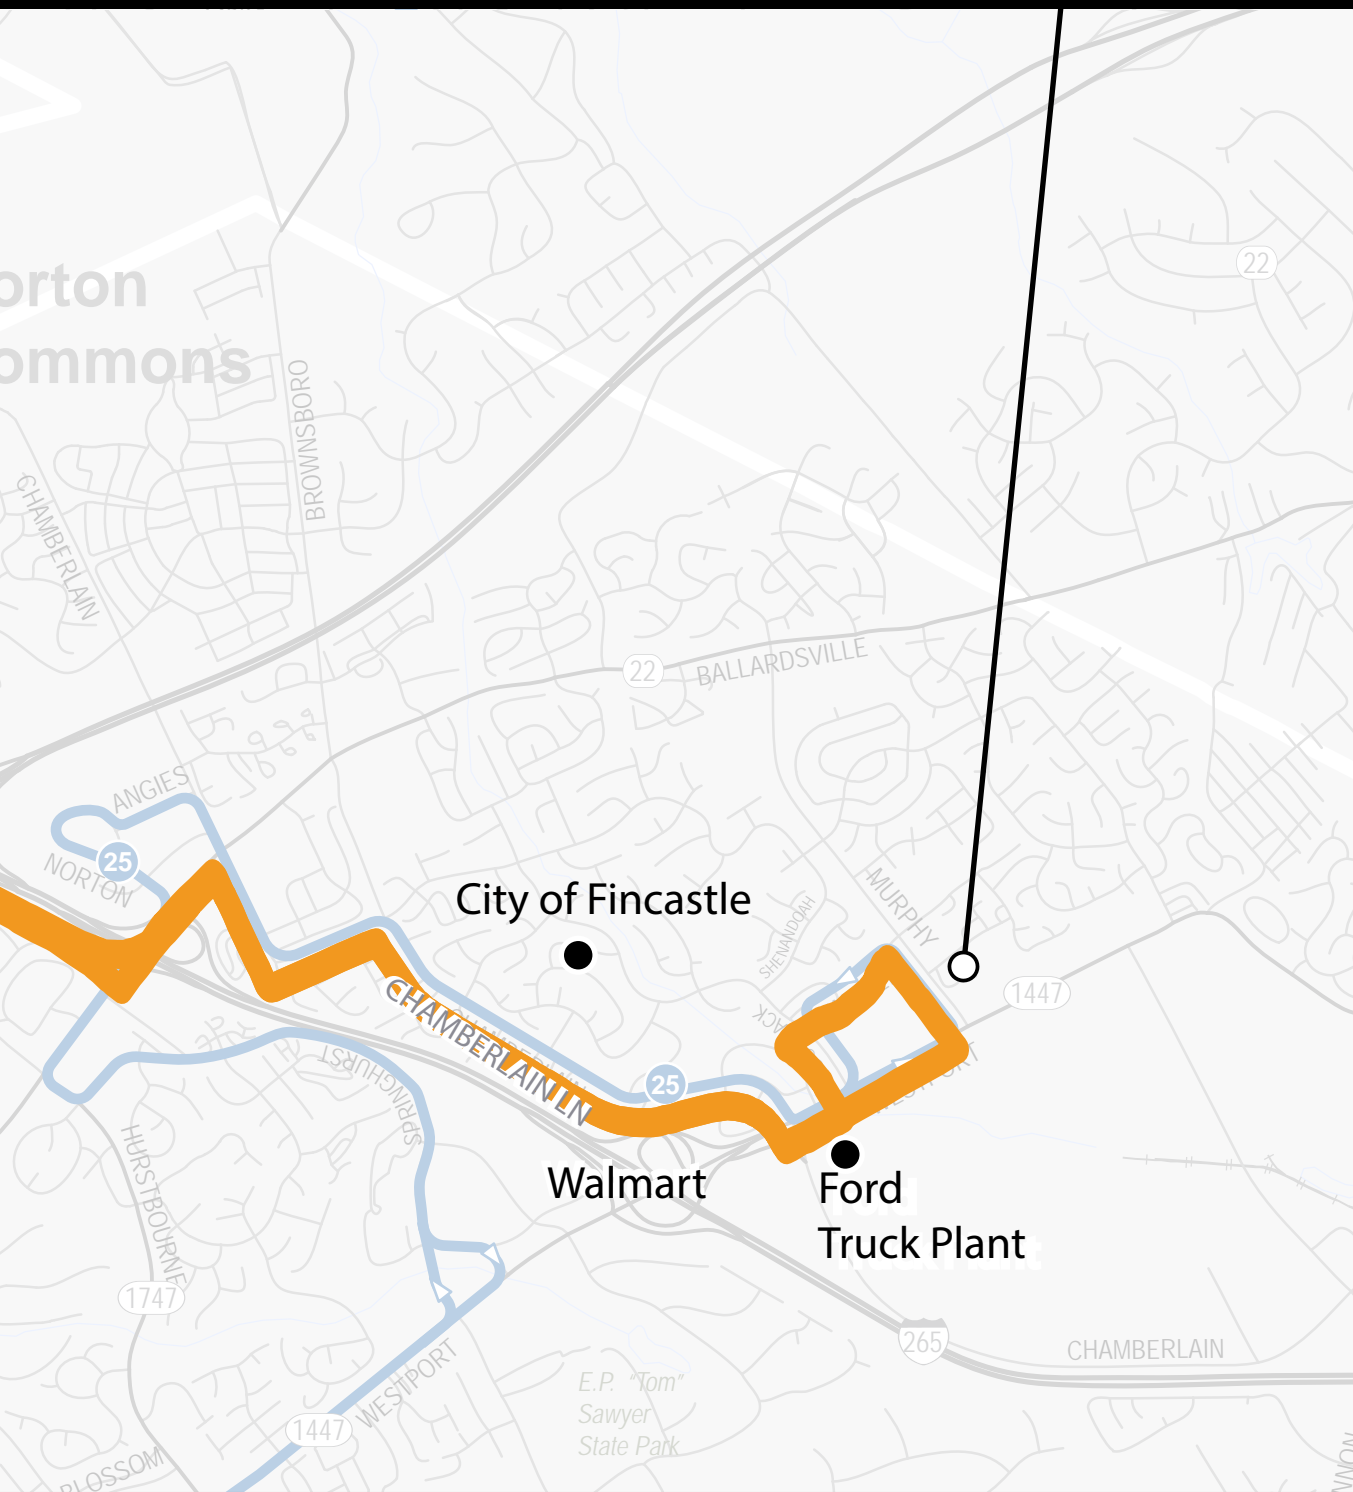 22
orton
ommons
BROWNSBORO
CHAMBERLAIN
22
BALLARDSVILLE
ANGIES
25
NORTON
City of Fincastle
MURPHY
SHENANDOAH
1447
CHAMBERLAIN LN
SPRINGHURST
25
HURSTBOURNE
Walmart
Ford
Truck Plant
1747
265
CHAMBERLAIN
WESTPORT
E.P. "Tom"
Sawyer
State Park
1447
BLOSSOM